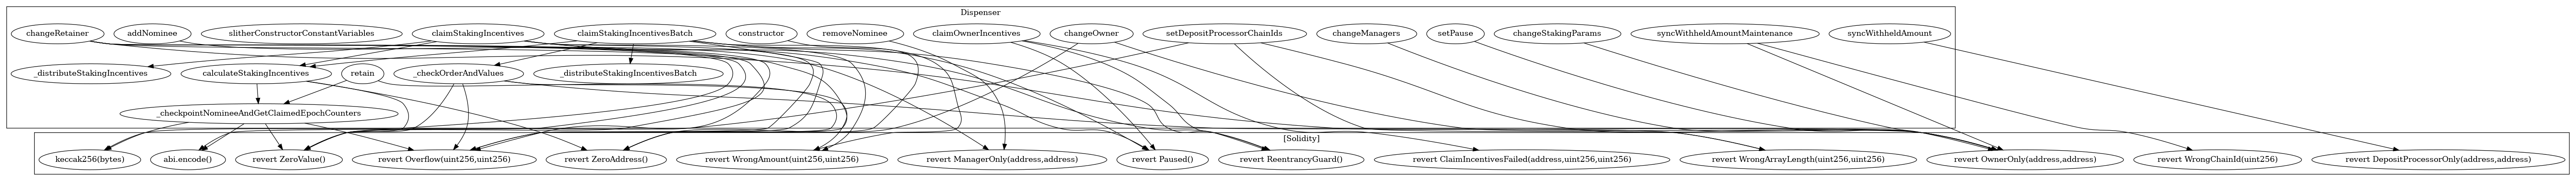 Dispenser
changeRetainer
addNominee
slitherConstructorConstantVariables
claimStakingIncentives
claimStakingIncentivesBatch
constructor
removeNominee
claimOwnerIncentives
changeOwner
setDepositProcessorChainIds
changeManagers
setPause
changeStakingParams
syncWithheldAmountMaintenance
syncWithheldAmount
_distributeStakingIncentives
calculateStakingIncentives
retain
_checkOrderAndValues
_distributeStakingIncentivesBatch
_checkpointNomineeAndGetClaimedEpochCounters
[Solidity]
keccak256(bytes)
abi.encode()
revert ZeroValue()
revert Overflow(uint256,uint256)
revert ZeroAddress()
revert WrongAmount(uint256,uint256)
revert ManagerOnly(address,address)
revert Paused()
revert ReentrancyGuard()
revert ClaimIncentivesFailed(address,uint256,uint256)
revert WrongArrayLength(uint256,uint256)
revert OwnerOnly(address,address)
revert WrongChainId(uint256)
revert DepositProcessorOnly(address,address)